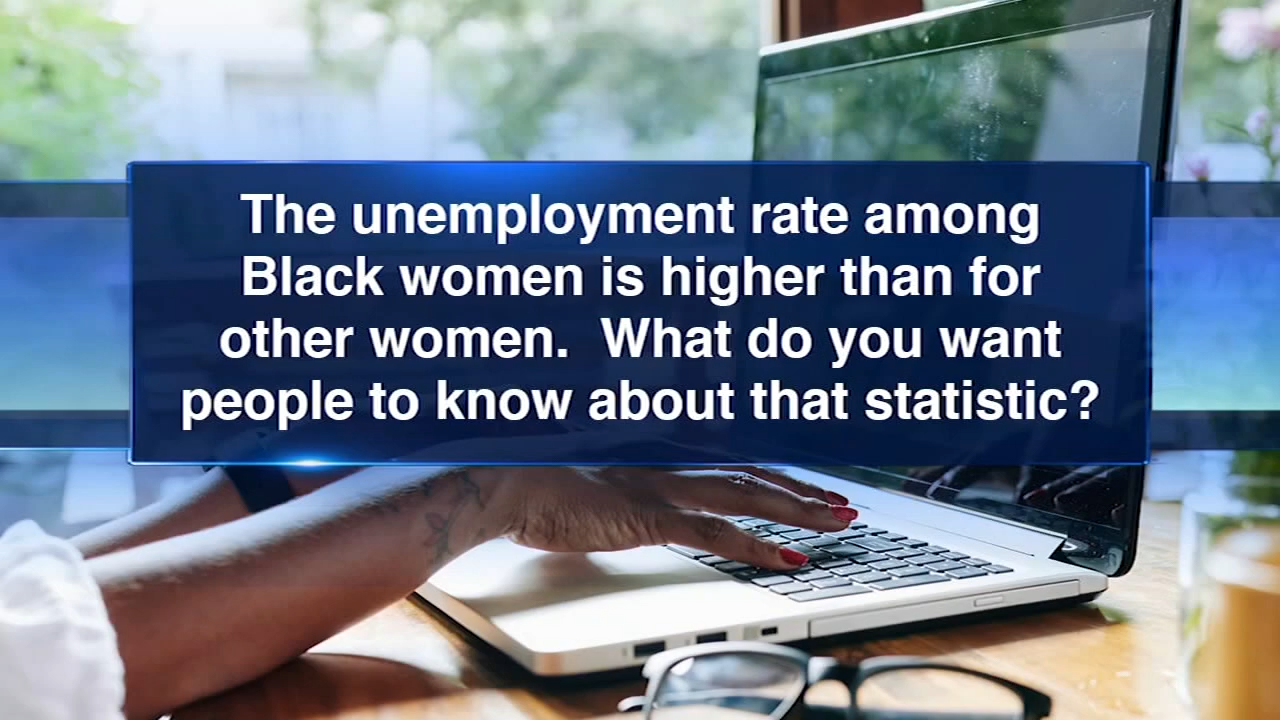 The unemployment rate among
Black women is higher than for
other women.  What do you want
people to know about that statistic?